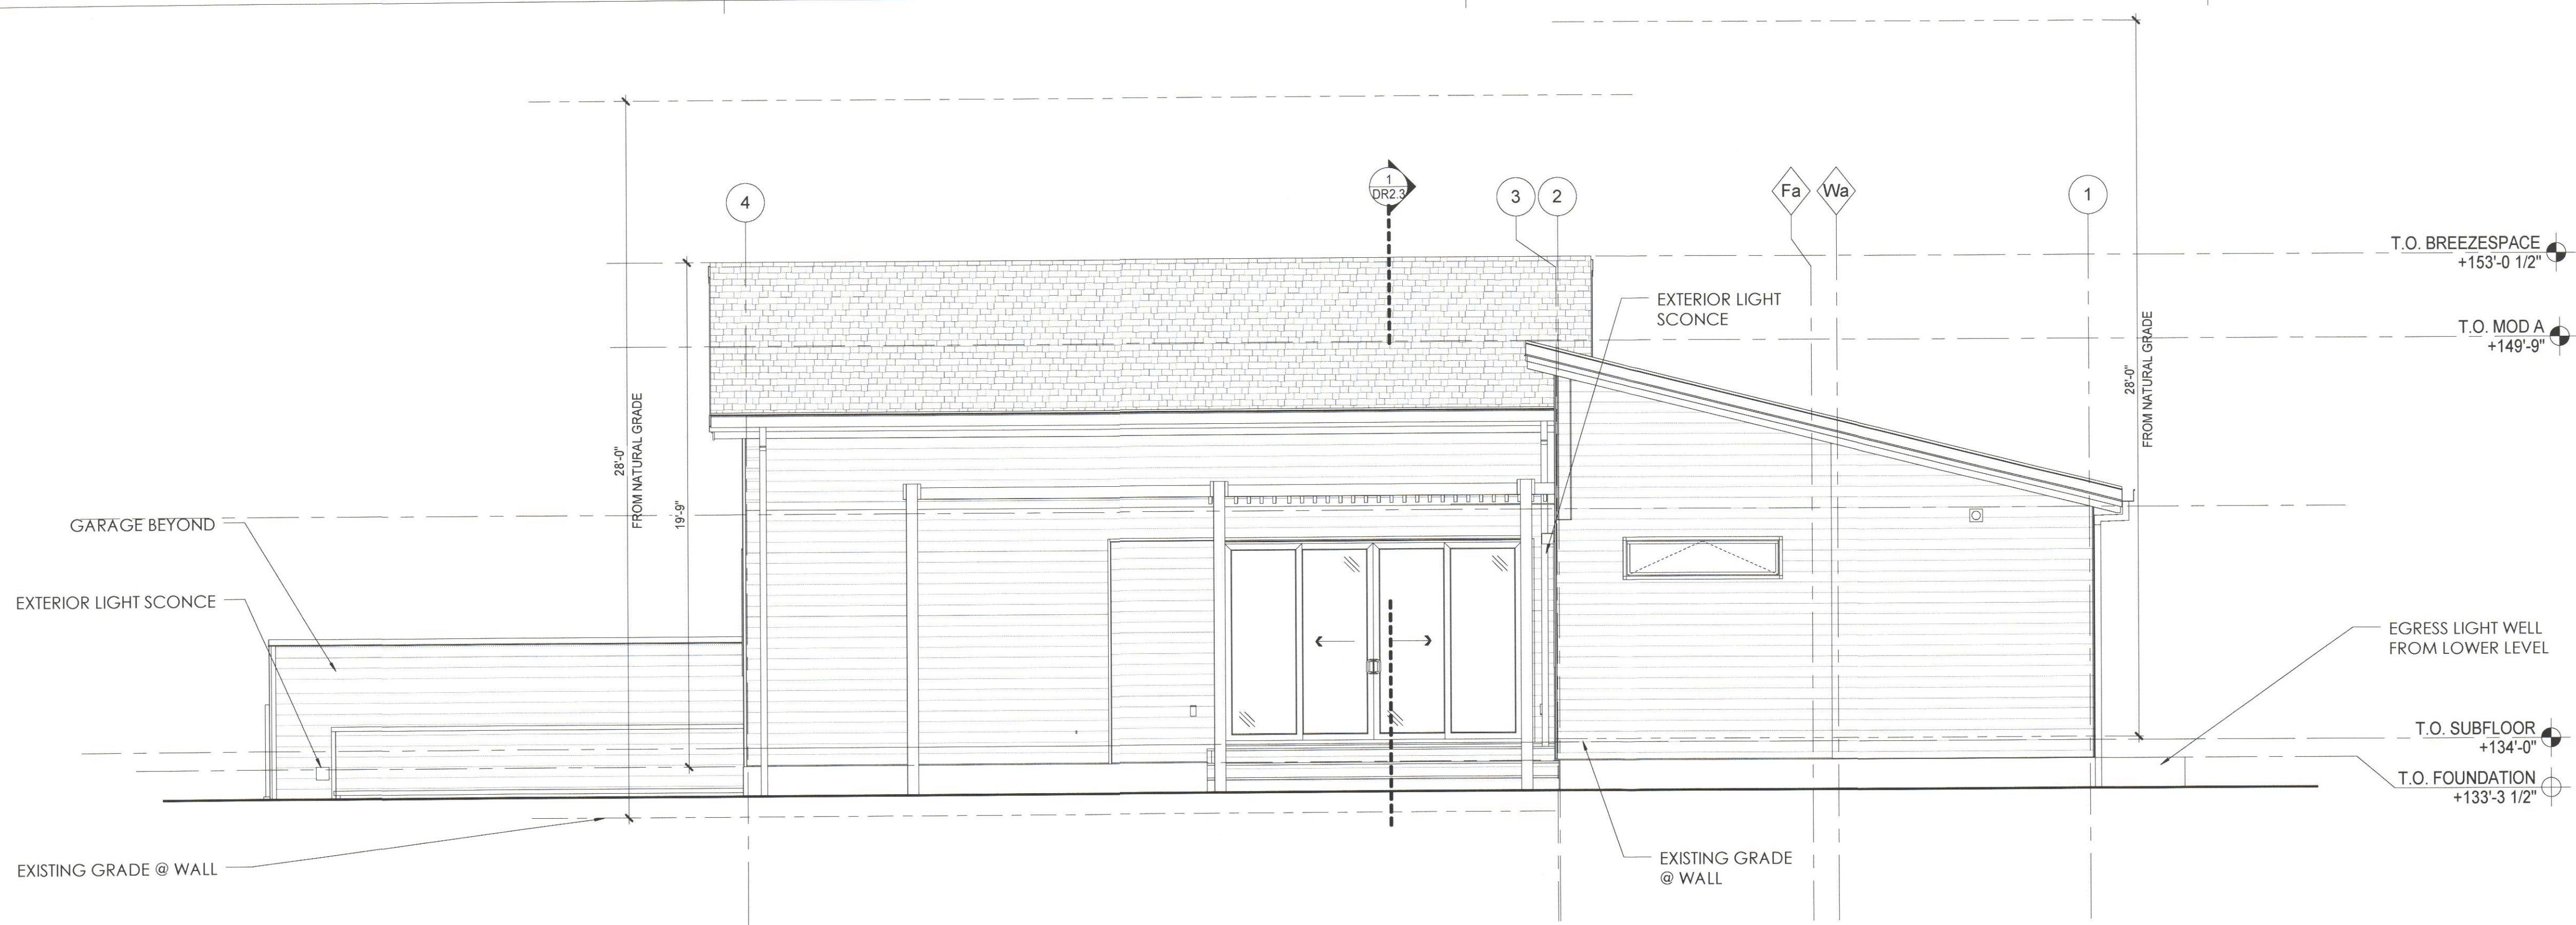 1
DR2.3
4
3
2
Fa
Wa
1
T.O. BREEZESPACE
+153'-0 1/2"
EXTERIOR LIGHT
SCONCE
T.O. MOD A
+149'-9"
28'-0"
FROM NATURAL GRADE
19'-9"
28'-0"
FROM NATURAL GRADE
GARAGE BEYOND
EXTERIOR LIGHT SCONCE
EGRESS LIGHT WELL
FROM LOWER LEVEL
T.O. SUBFLOOR
+134'-0"
T.O. FOUNDATION
+133'-3 1/2"
EXISTING GRADE @ WALL
EXISTING GRADE
@ WALL